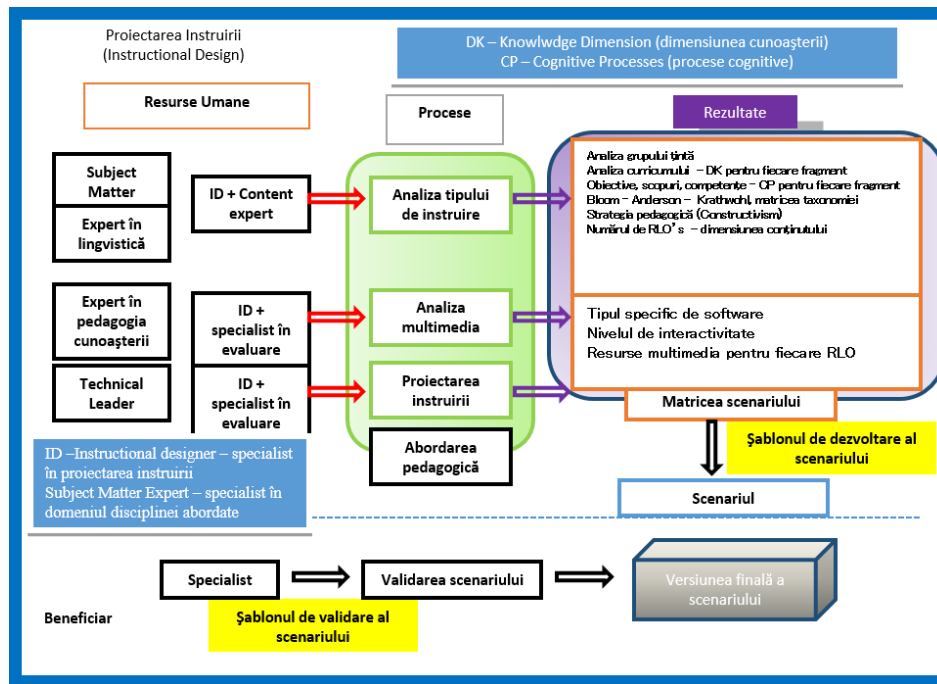 Proiectarea Instruirii
(Instructional Design)
DK – Knowlwdge Dimension (dimensiunea cunoaşterii)
CP – Cognitive Processes (procese cognitive)
Resurse Umane
Procese
Rezultate
Subject
Matter
Expert în
lingvistică
ID + Content
expert
Analiza tipului
de instruire
Analiza grupului ţintă
Analiza curricumului – DK pentru fiecare fragment
Obiective, scopuri, competenţe – CP pentru fiecare fragment
Bloom – Anderson – Krathwohl, matricea taxonomiei
Strategia pedagogică (Constructivism)
Numărul de RLO's – dimensiunea conţinutului
Expert în
pedagogia
cunoaşterii
ID +
specialist în
evaluare
Analiza
multimedia
Tipul specific de software
Nivelul de interactivitate
Resurse multimedia pentru fiecare RLO
Technical
Leader
ID +
specialist în
evaluare
Proiectarea
instruirii
Matricea scenariului
Abordarea
pedagogică
Şablonul de dezvoltare al
scenariului
ID –Instructional designer – specialist
în proiectarea instruirii
Subject Matter Expert – specialist în
domeniul disciplinei abordate
Scenariul
Specialist
Validarea scenariului
Versiunea finală a
scenariului
Beneficiar
Şablonul de validare al
scenariului